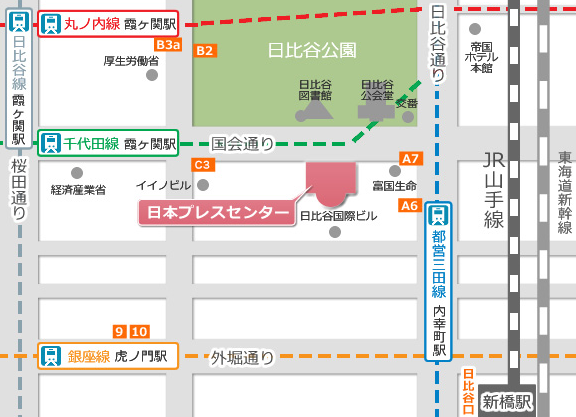 丸ノ内線 霞ヶ関駅
B3a
B2
日比谷線 霞ヶ関駅
厚生労働省
日比谷公園
日比谷通り
帝国
ホテル
本館
日比谷
図書館
日比谷
公会堂
交番
千代田線 霞ヶ関駅
国会通り
桜田通り
経済産業省
イイノビル
C3
A7
富国生命
A6
日本プレスセンター
日比谷国際ビル
JR山手線
東海道新幹線
都営三田線 内幸町駅
9 10
銀座線 虎ノ門駅
外堀通り
日比谷口
新橋駅